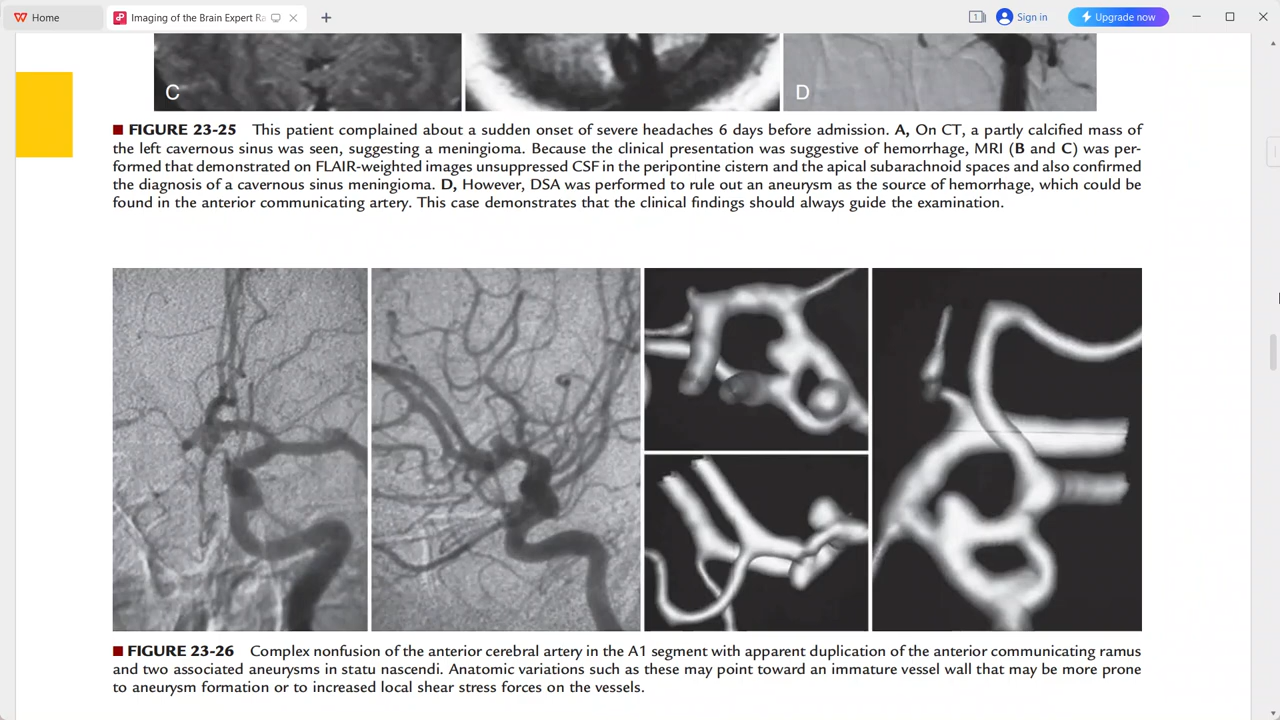 Home
Imaging of the Brain Expert Ra
Sign in
Upgrade now
C
D
FIGURE 23-25 This patient complained about a sudden onset of severe headaches 6 days before admission. A, On CT, a partly calcified mass of
the left cavernous sinus was seen, suggesting a meningioma. Because the clinical presentation was suggestive of hemorrhage, MRI (B and C) was per-
formed that demonstrated on FLAIR-weighted images unsuppressed CSF in the peripontine cistern and the apical subarachnoid spaces and also confirmed
the diagnosis of a cavernous sinus meningioma. D, However, DSA was performed to rule out an aneurysm as the source of hemorrhage, which could be
found in the anterior communicating artery. This case demonstrates that the clinical findings should always guide the examination.
FIGURE 23-26 Complex nonfusion of the anterior cerebral artery in the A1 segment with apparent duplication of the anterior communicating ramus
and two associated aneurysms in statu nascendi. Anatomic variations such as these may point toward an immature vessel wall that may be more prone
to aneurysm formation or to increased local shear stress forces on the vessels.